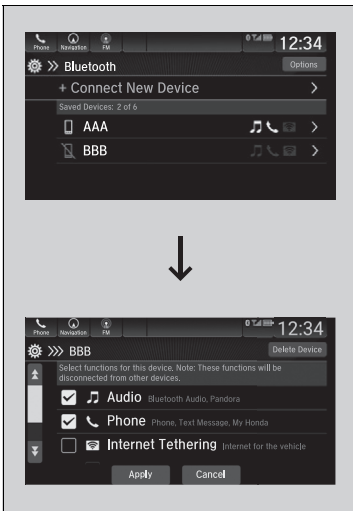 Phone Navigation FM 12:34
Bluetooth Options
+ Connect New Device
Saved Devices: 2 of 6
AAA
BBB
Phone Navigation FM 12:34
BBB Delete Device
Select functions for this device. Note: These functions will be
disconnected from other devices.
Audio Bluetooth Audio, Pandora
Phone Phone, Text Message, My Honda
Internet Tethering Internet for the vehicle
Apply Cancel